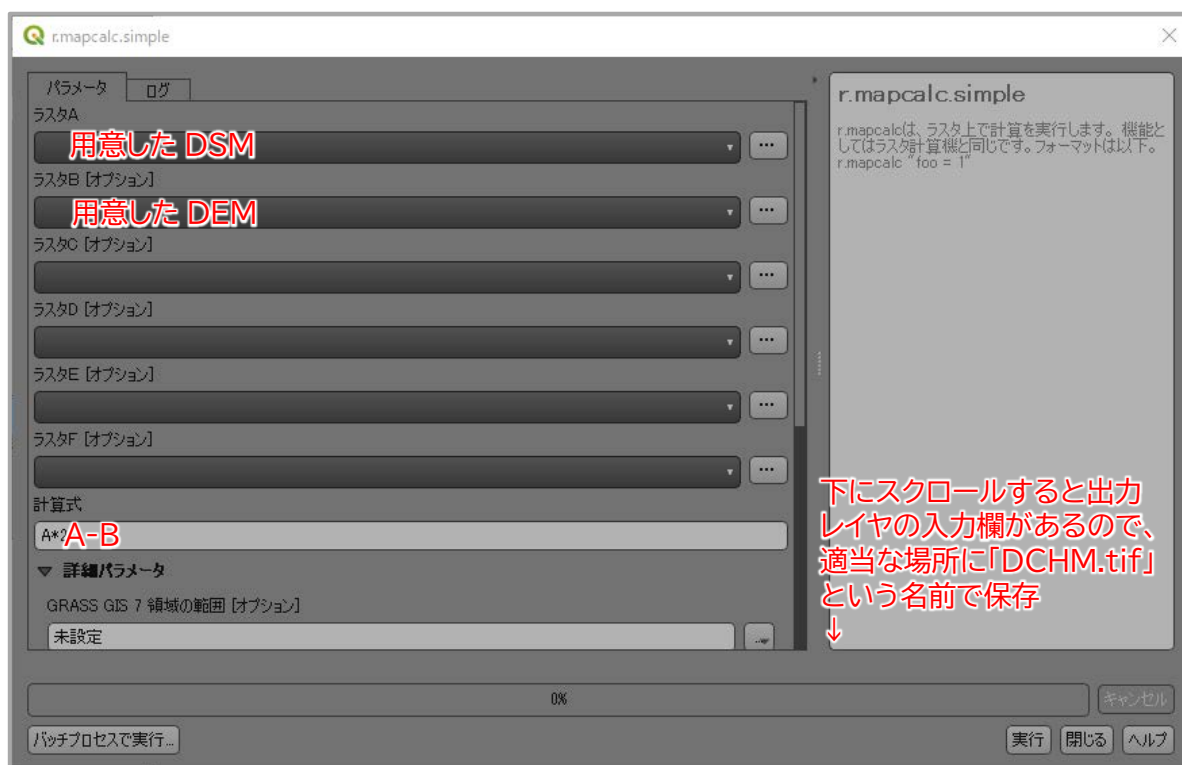 r.mapcalc.simple
パラメータ
ログ
ラスタA
用意した DSM
ラスタB [オプション]
用意した DEM
ラスタC [オプション]
ラスタD [オプション]
ラスタE [オプション]
ラスタF [オプション]
計算式
A*2
A-B
詳細パラメータ
GRASS GIS 7 領域の範囲 [オプション]
未設定
r.mapcalc.simple
r.mapcalcは、ラスタ上で計算を実行します。機能と
してはラスタ計算機と同じです。フォーマットは以下。
r.mapcalc "foo = 1"
下にスクロールすると出力
レイヤの入力欄があるので、
適当な場所に「DCHM.tif」
という名前で保存
↓
0%
キャンセル
バッチプロセスで実行...
実行
閉じる
ヘルプ